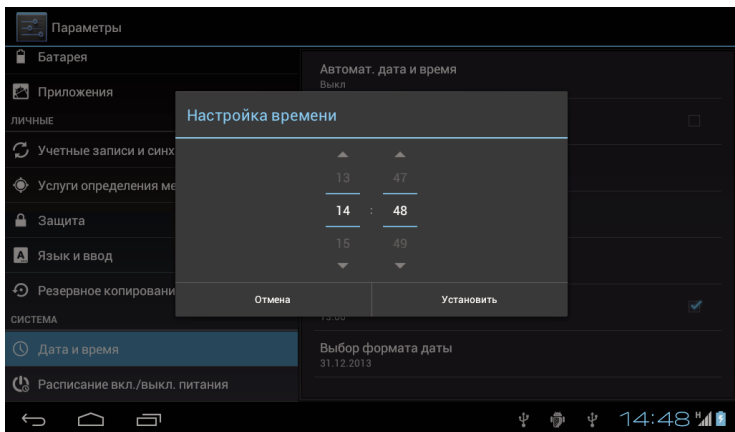 Параметры
Батарея
Приложения
ЛИЧНЫЕ
Учетные записи и синх
Услуги определения ме
Защита
Язык и ввод
Резервное копировани
СИСТЕМА
Дата и время
Расписание вкл./выкл. питания
Автомат. дата и время
Выкл
Настройка времени
13 47
14 : 48
15 49
Отмена Установить
13:00
Выбор формата даты
31.12.2013
14:48 H